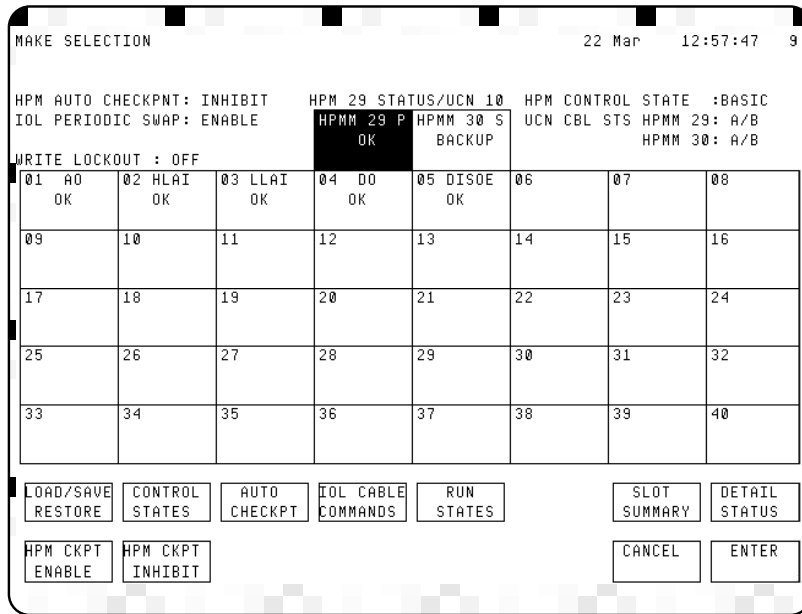 MAKE SELECTION 22 Mar 12:57:47 9
HPM AUTO CHECKPNT: INHIBIT HPM 29 STATUS/UCN 10 HPM CONTROL STATE :BASIC
IOL PERIODIC SWAP: ENABLE HPMM 29 P HPMM 30 S UCN CBL STS HPMM 29: A/B
OK BACKUP HPMM 30: A/B
WRITE LOCKOUT : OFF
01 AO 02 HLAI 03 LLAI 04 DO 05 DISOE 06 07 08
OK OK OK OK OK
09 10 11 12 13 14 15 16
17 18 19 20 21 22 23 24
25 26 27 28 29 30 31 32
33 34 35 36 37 38 39 40
LOAD/SAVE CONTROL AUTO IOL CABLE RUN SLOT DETAIL
RESTORE STATES CHECKPT COMMANDS STATES SUMMARY STATUS
HPM CKPT HPM CKPT CANCEL ENTER
ENABLE INHIBIT